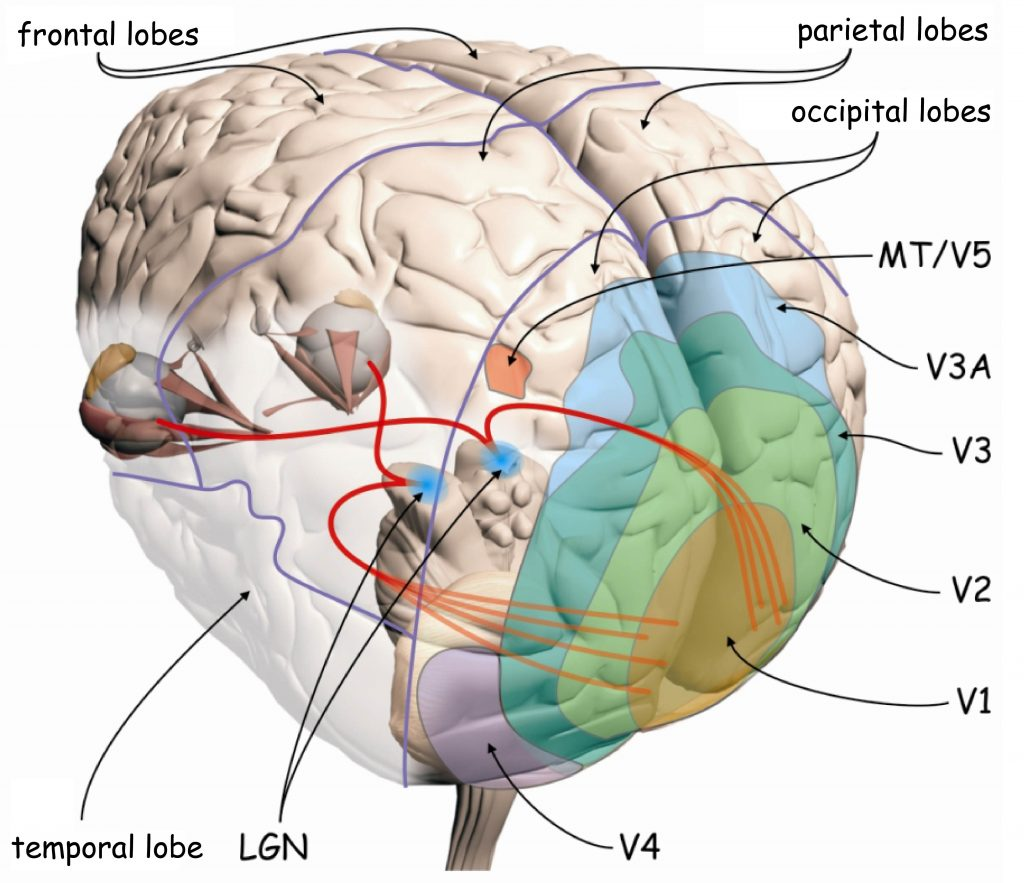 frontal lobes
parietal lobes
occipital lobes
MT/V5
V3A
V3
V2
V1
temporal lobe
LGN
V4